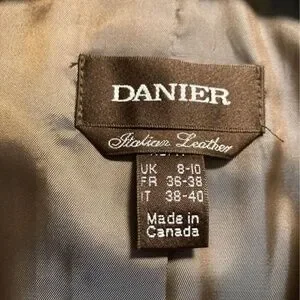 DANIER
Italian Leather
UK 8-10
FR 36-38
IT 38-40
Made in
Canada